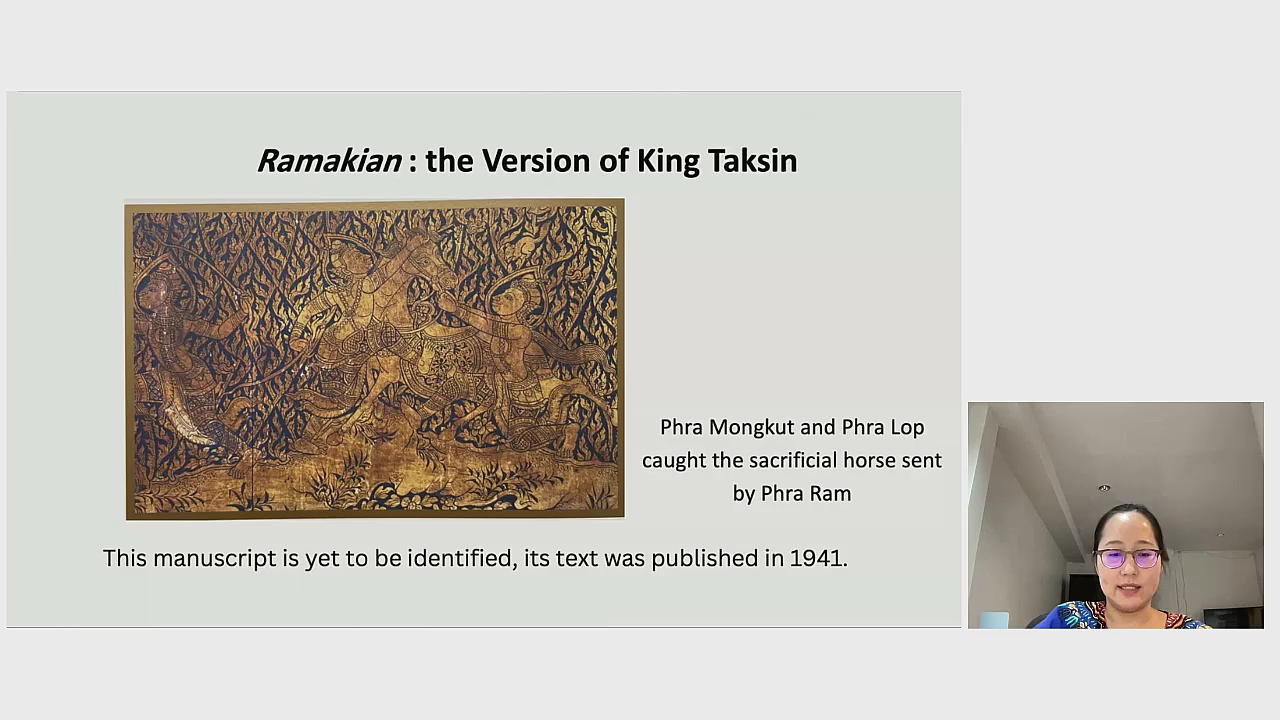 Ramakian : the Version of King Taksin
Phra Mongkut and Phra Lop
caught the sacrificial horse sent
by Phra Ram
This manuscript is yet to be identified, its text was published in 1941.